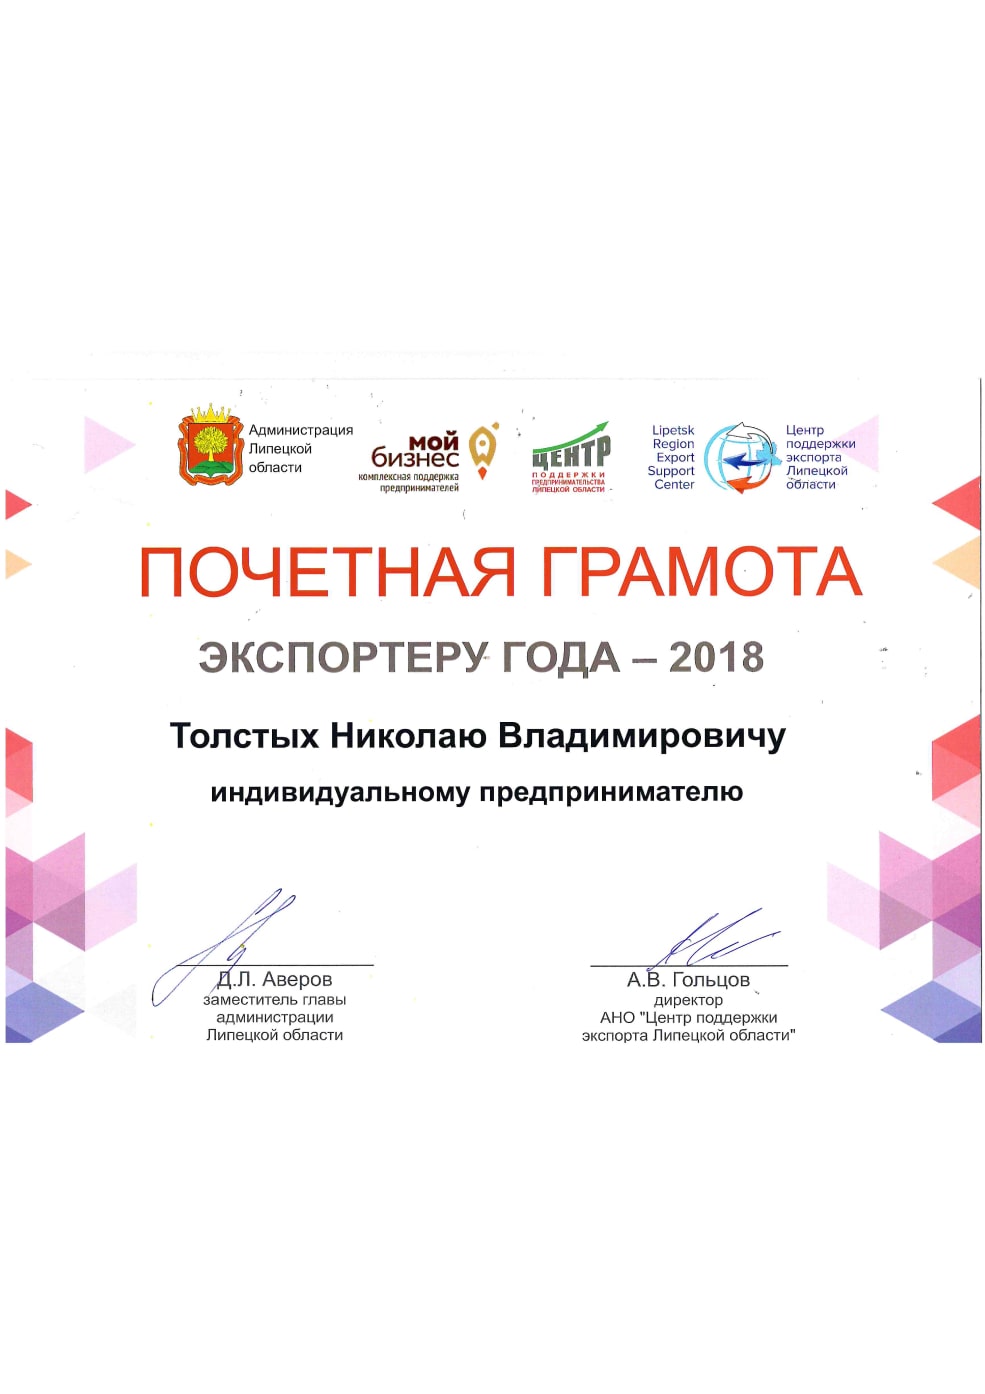 Администрация
Липецкой
области
мой
бизнес
комплексная поддержка
предпринимателей
ЦЕНТР
ПОДДЕРЖКИ
ПРЕДПРИНИМАТЕЛЬСТВА
ЛИПЕЦКОЙ ОБЛАСТИ
Lipetsk
Region
Export
Support
Center
Центр
поддержки
экспорта
Липецкой
области
ПОЧЕТНАЯ ГРАМОТА
ЭКСПОРТЕРУ ГОДА – 2018
Толстых Николаю Владимировичу
индивидуальному предпринимателю
Д.Л. Аверов
заместитель главы
администрации
Липецкой области
А.В. Гольцов
директор
АНО "Центр поддержки
экспорта Липецкой области"